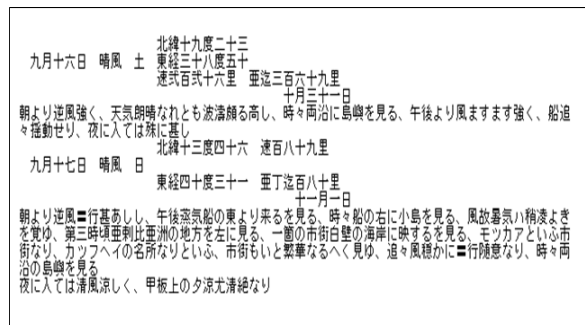 北緯十九度二十三
九月十六日 晴風 土 東経三十八度五十
速弐百弐十六里 亜迄三百六十九里
十月三十一日
朝より逆風強く、天気朗晴なれとも波濤頗る高し、時々両沿に島嶼を見る、午後より風ますます強く、船追
々揺動せり、夜に入ては殊に甚し
北緯十三度四十六 速百八十九里
九月十七日 晴風 日
東経四十度三十一 亜丁迄百八十里
十一月一日
朝より逆風〓行甚あしし、午後蒸気船の東より来るを見る、時々船の右に小島を見る、風故暑気ハ稍凌よき
を覚ゆ、第三時頃亜剌比亜洲の地方を左に見る、一箇の市街白壁の海岸に映するを見る、モツカアといふ市
街なり、カツフヘイの名所なりといふ、市街もいと繁華なるへく見ゆ、追々風穏かに〓行随意なり、時々両
沿の島嶼を見る
夜に入ては清風涼しく、甲板上の夕涼尤清絶なり